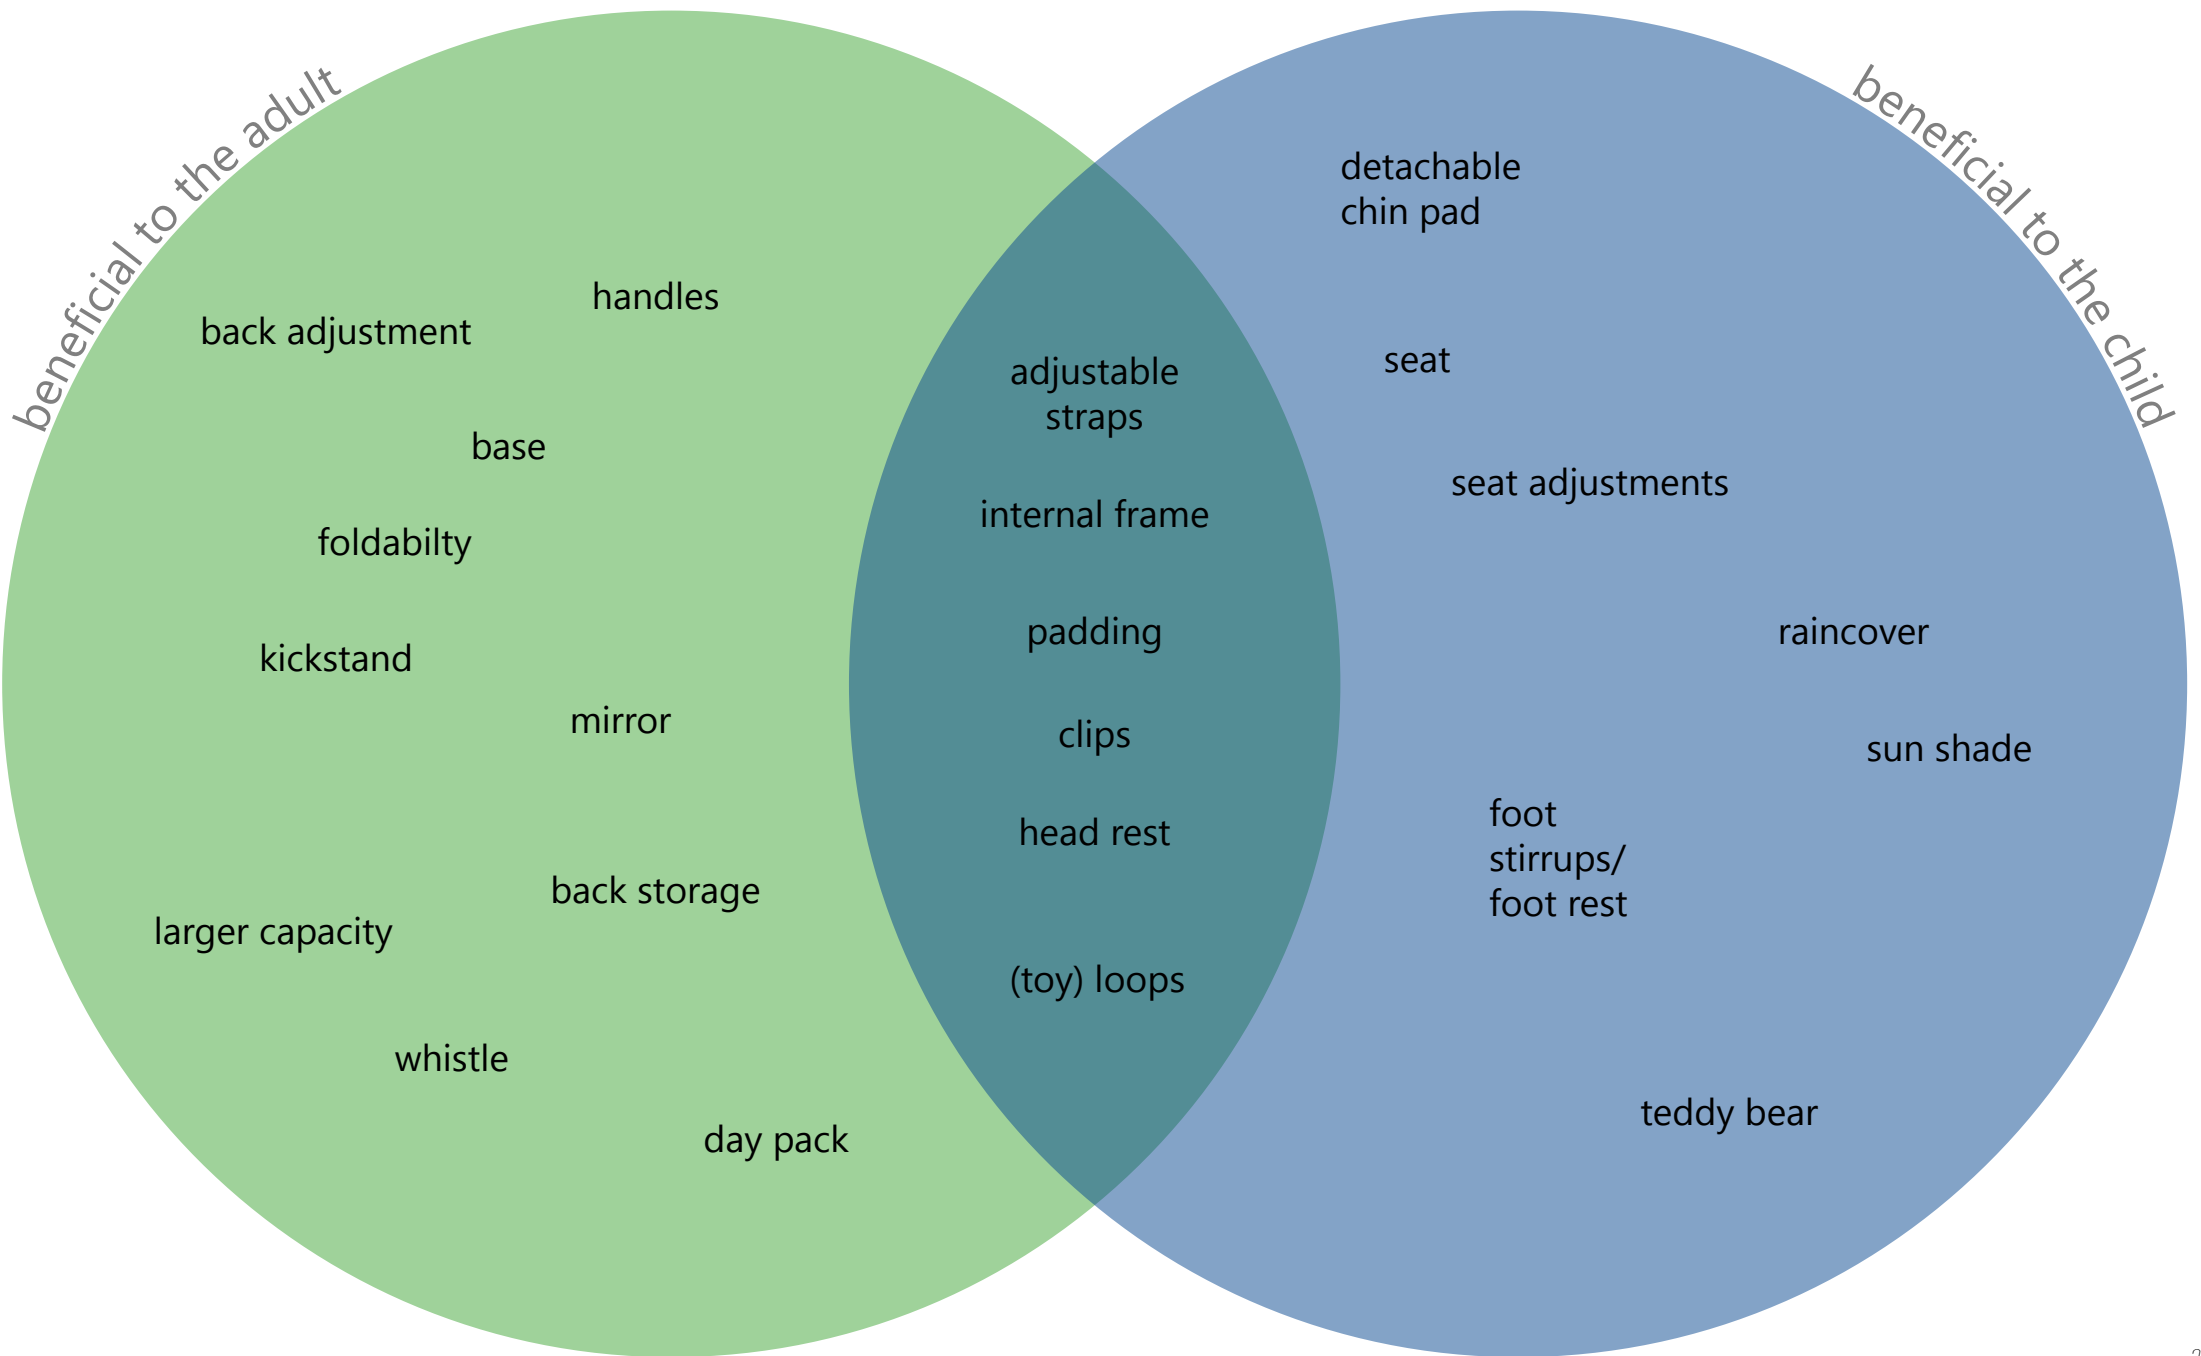 beneficial to the adult
back adjustment
handles
base
foldabilty
kickstand
mirror
back storage
larger capacity
whistle
day pack
adjustable
straps
internal frame
padding
clips
head rest
(toy) loops
beneficial to the child
detachable
chin pad
seat
seat adjustments
raincover
sun shade
foot
stirrups/
foot rest
teddy bear